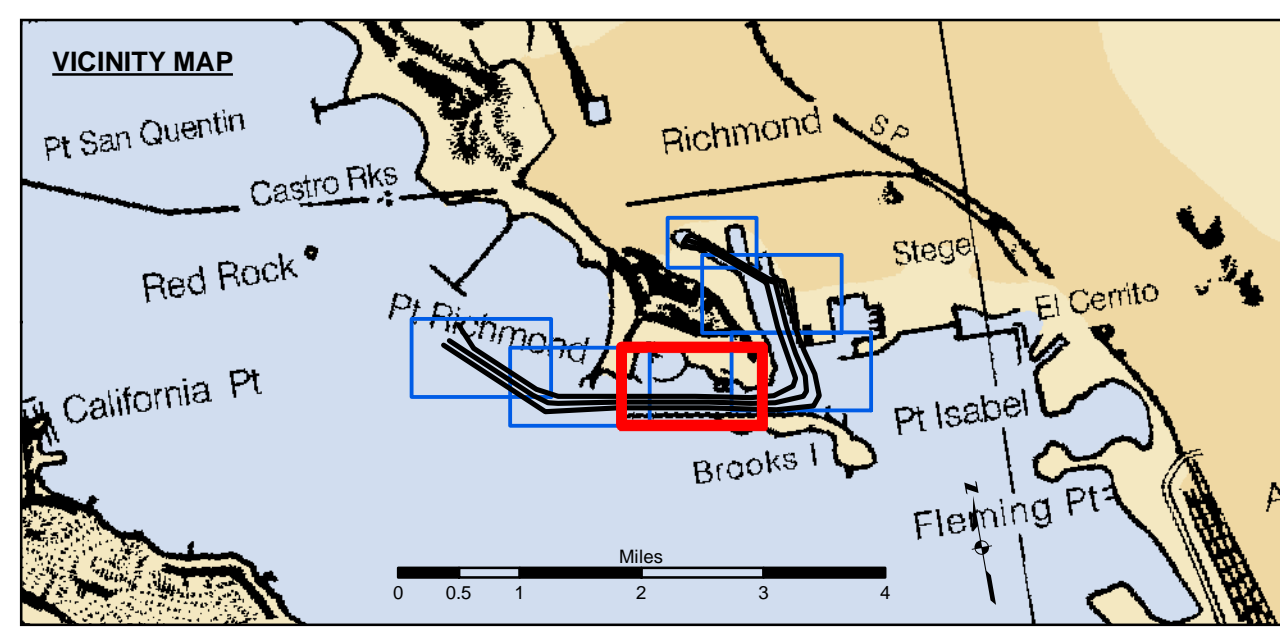 VICINITY MAP
Pt San Quentin
Richmond
S P
Castro Rks
Stege
Red Rock
El Cerrito
Pt Richmond
California Pt
Pt Isabel
Brooks I
A
N
Fleming Pt
Miles
0 0.5 1 2 3 4